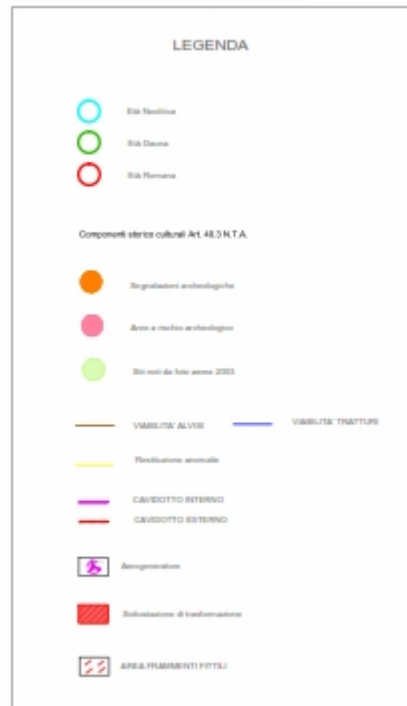 LEGENDA
Età Neolitica
Età Dauna
Età Romana
Componenti storico culturali Art. 48.3 N.T.A.
Segnalazioni archeologiche
Area a rischio archeologico
Siti noti da foto aeree 2003
VIABILITA' ALVISI VIABILITA' TRATTURI
Restituzione anomalie
CAVIDOTTO INTERNO
CAVIDOTTO ESTERNO
Aerogeneratore
Sottostazione di trasformazione
AREA FRAMMENTI FITTILI